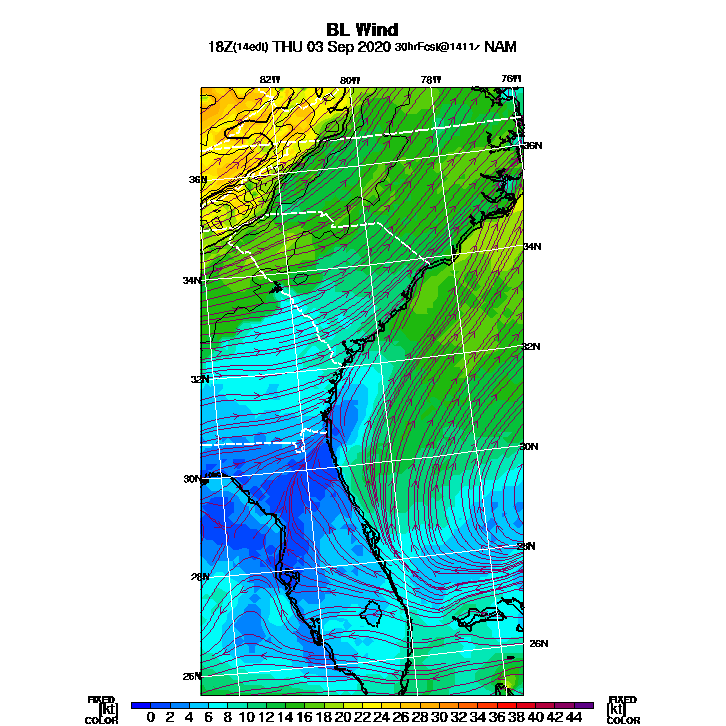 BL Wind
18Z(14edt) THU 03 Sep 2020 30hrFcst@1411z NAM
82W 80W 78W 76W
36N
36N
34N
34N
32N
32N
30N
30N
28N
28N
26N
26N
FIXED FIXED
[kt] 0 2 4 6 8 10 12 14 16 18 20 22 24 26 28 30 32 34 36 38 40 42 44 [kt]
COLOR COLOR